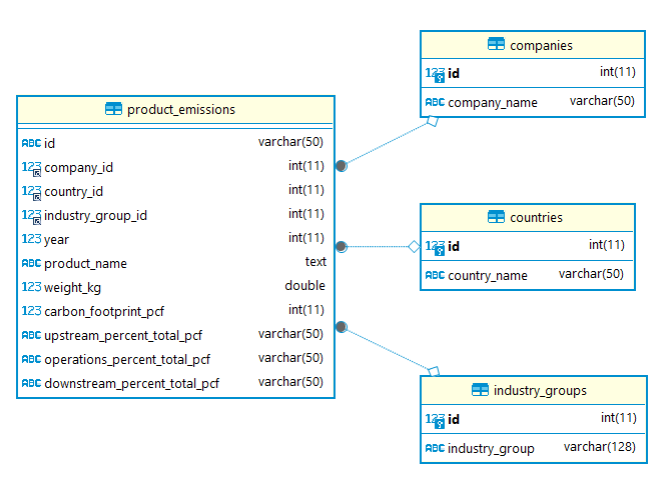 companies
123 id int(11)
ABC company_name varchar(50)
product_emissions
ABC id varchar(50)
123 company_id int(11)
123 country_id int(11)
123 industry_group_id int(11)
123 year int(11)
ABC product_name text
123 weight_kg double
123 carbon_footprint_pcf int(11)
ABC upstream_percent_total_pcf varchar(50)
ABC operations_percent_total_pcf varchar(50)
ABC downstream_percent_total_pcf varchar(50)
countries
123 id int(11)
ABC country_name varchar(50)
industry_groups
123 id int(11)
ABC industry_group varchar(128)